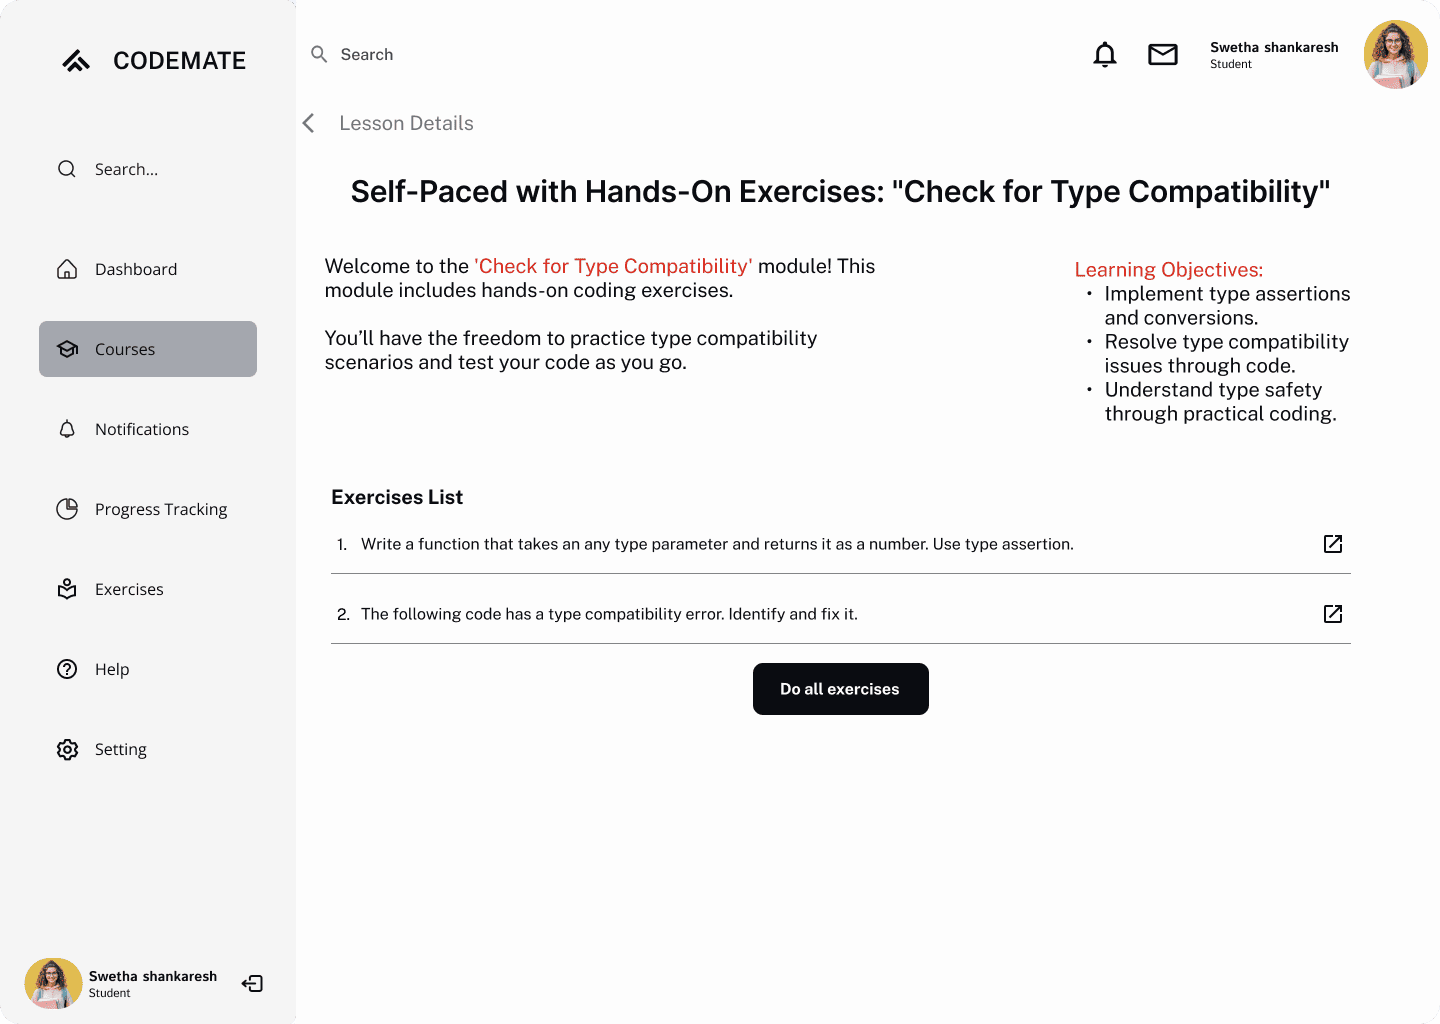 CODEMATE
Search...
Dashboard
Courses
Notifications
Progress Tracking
Exercises
Help
Setting
Swetha shankaresh
Student
Search
Swetha shankaresh
Student
Lesson Details
Self-Paced with Hands-On Exercises: "Check for Type Compatibility"
Welcome to the 'Check for Type Compatibility' module! This
module includes hands-on coding exercises.
You’ll have the freedom to practice type compatibility
scenarios and test your code as you go.
Learning Objectives:
• Implement type assertions
and conversions.
• Resolve type compatibility
issues through code.
• Understand type safety
through practical coding.
Exercises List
1. Write a function that takes an any type parameter and returns it as a number. Use type assertion.
2. The following code has a type compatibility error. Identify and fix it.
Do all exercises